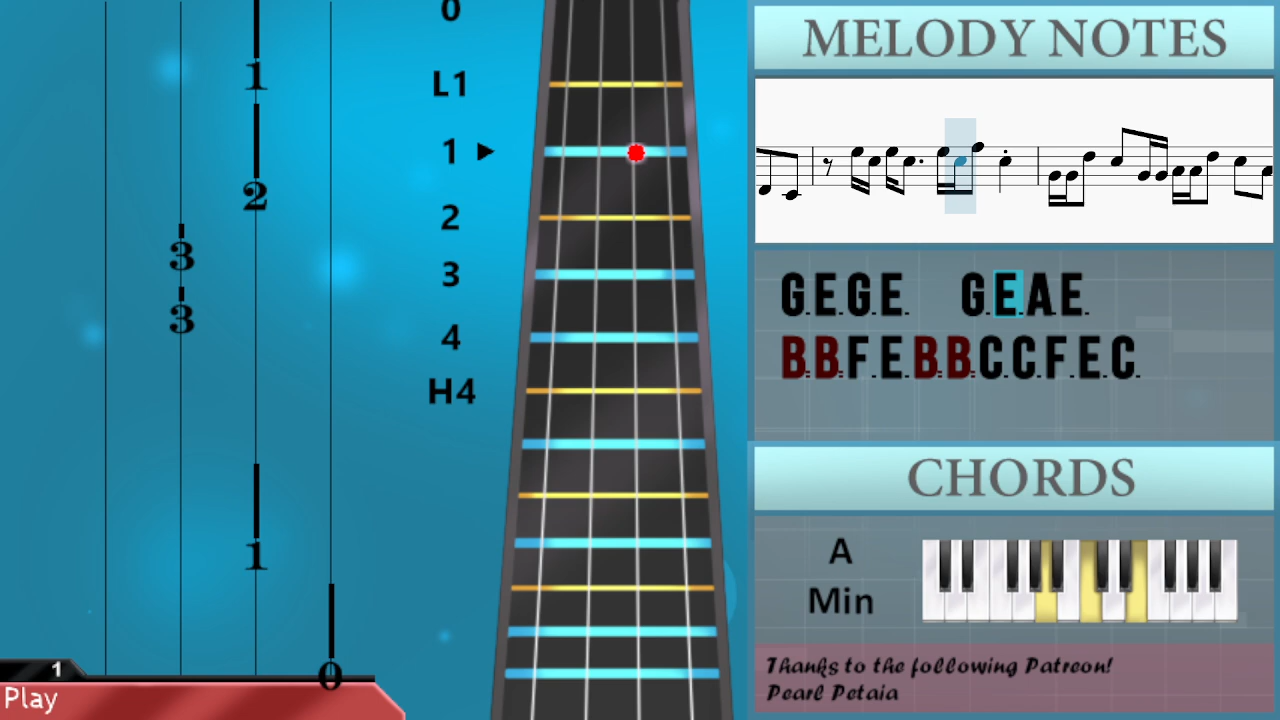 1
2
3
3
1
0
1
Play
0
L1
1
2
3
4
H4
MELODY NOTES
G.E.G.E. G.E.A.E.
B.B.F.E.B.B.C.C.F.E.C.
CHORDS
A
Min
Thanks to the following Patreon!
Pearl Petaia